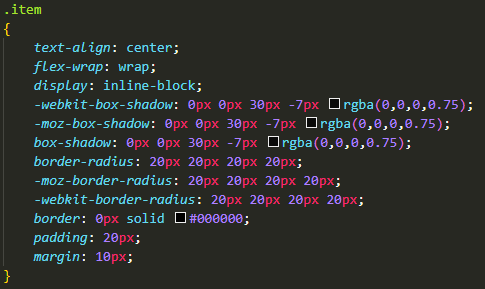 .item
{
text-align: center;
flex-wrap: wrap;
display: inline-block;
-webkit-box-shadow: 0px 0px 30px -7px rgba(0,0,0,0.75);
-moz-box-shadow: 0px 0px 30px -7px rgba(0,0,0,0.75);
box-shadow: 0px 0px 30px -7px rgba(0,0,0,0.75);
border-radius: 20px 20px 20px 20px;
-moz-border-radius: 20px 20px 20px 20px;
-webkit-border-radius: 20px 20px 20px 20px;
border: 0px solid #000000;
padding: 20px;
margin: 10px;
}